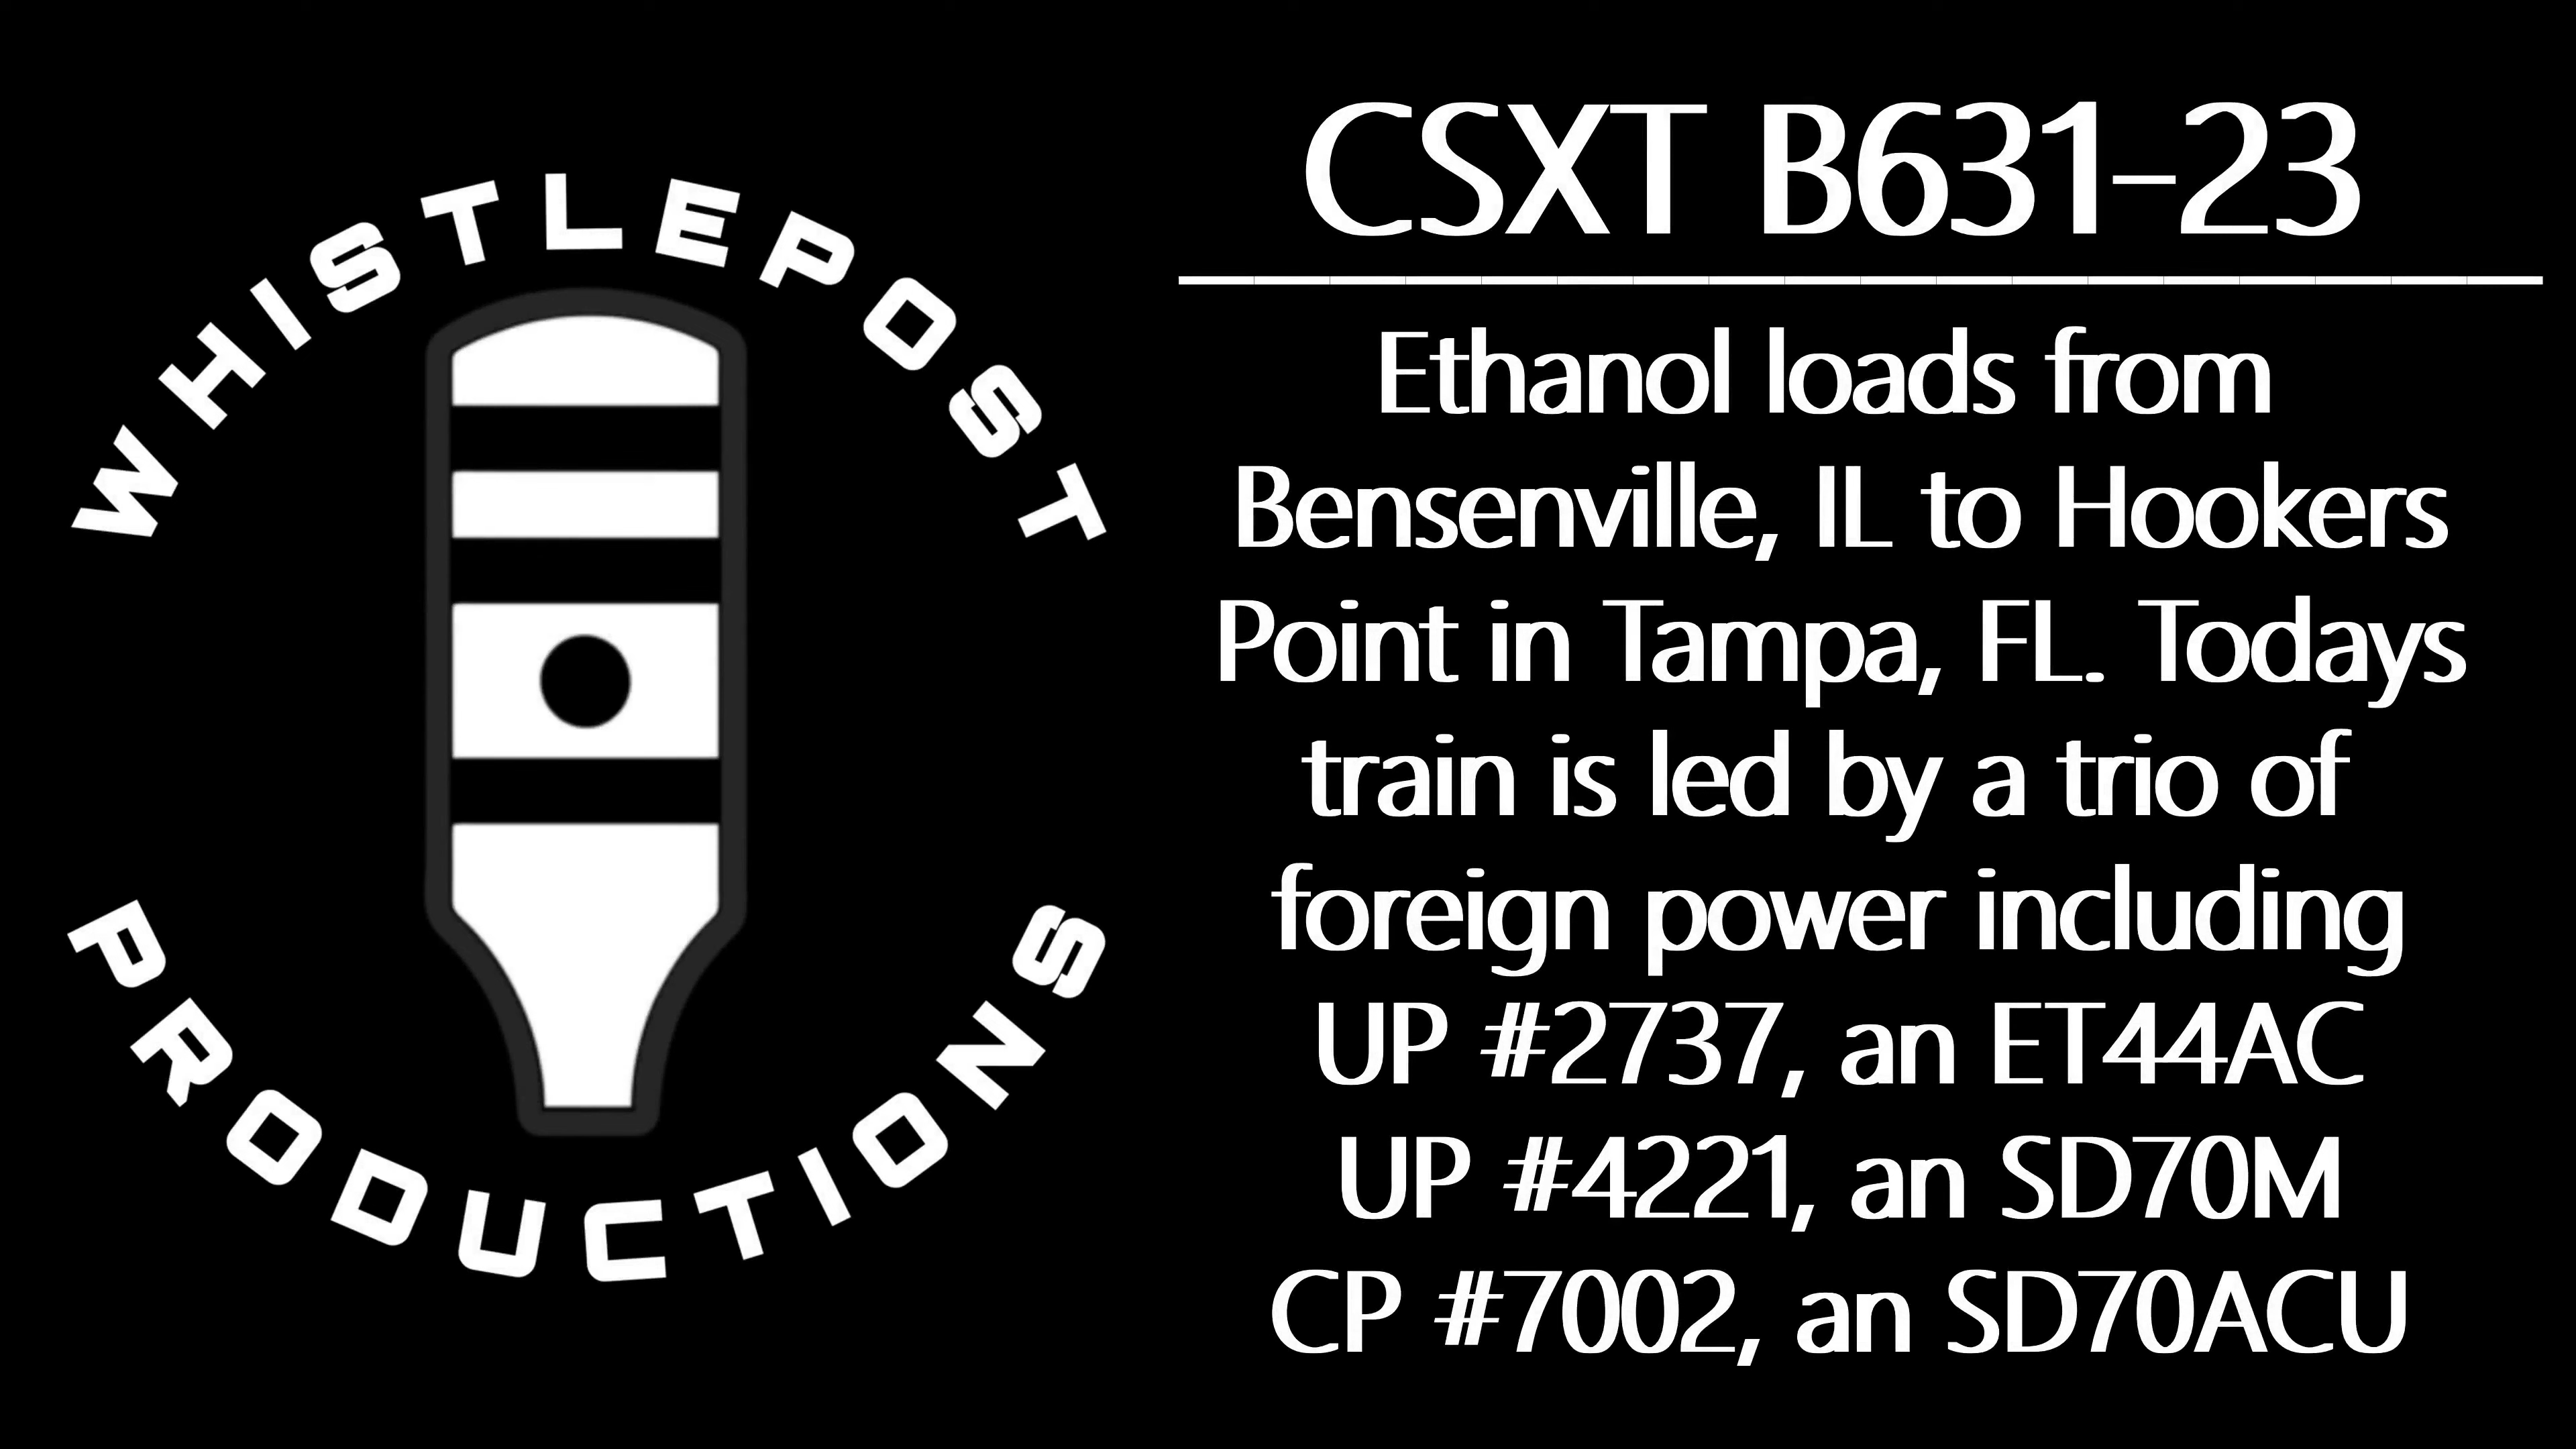 WHISTLEPOST
PRODUCTIONS
CSXT B631-23
Ethanol loads from
Bensenville, IL to Hookers
Point in Tampa, FL. Todays
train is led by a trio of
foreign power including
UP #2737, an ET44AC
UP #4221, an SD70M
CP #7002, an SD70ACU